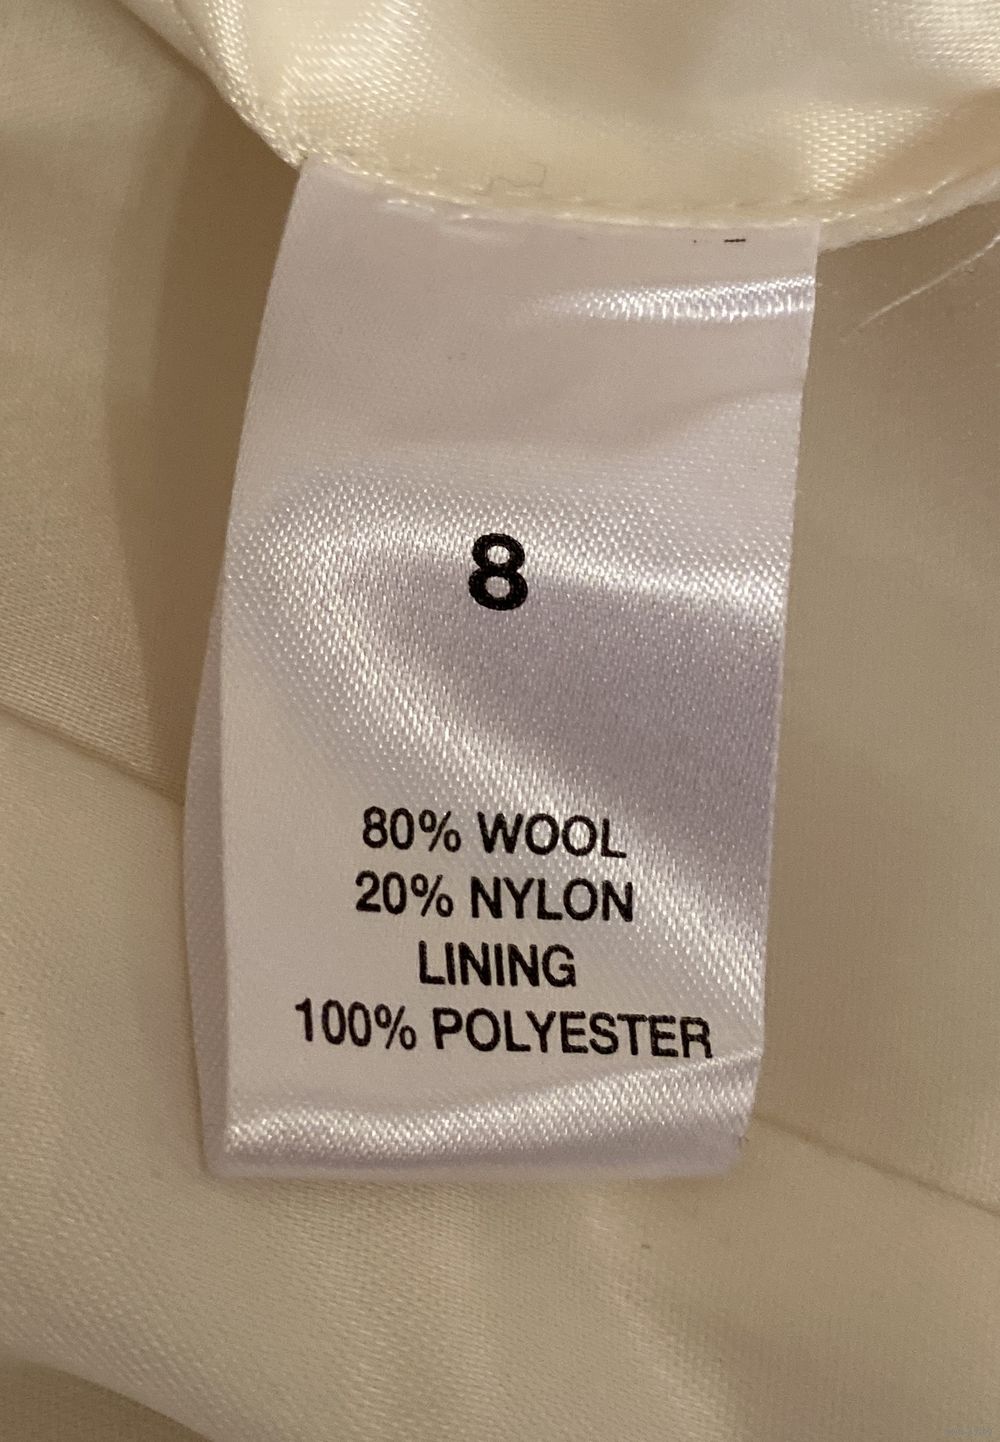 8
80% WOOL
20% NYLON
LINING
100% POLYESTER